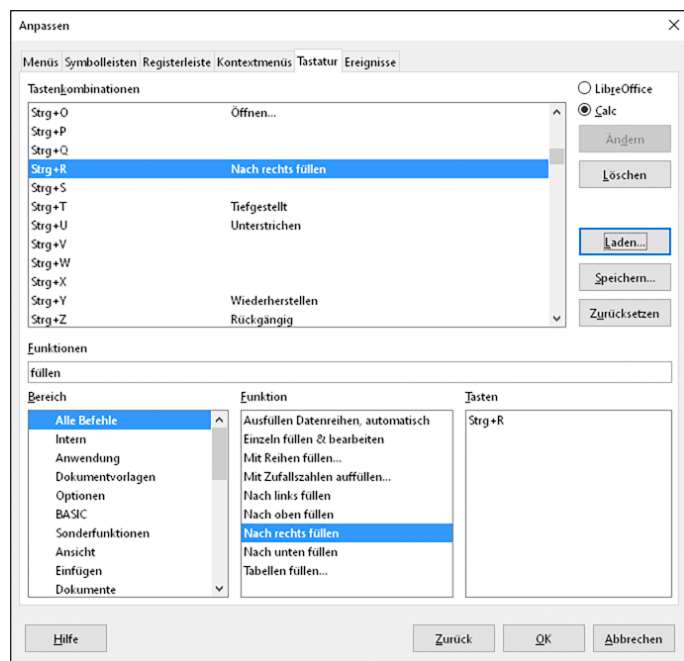 Anpassen
Menüs Symbolleisten Registerleiste Kontextmenüs Tastatur Ereignisse
Tastenkombinationen
Strg+O Öffnen...
Strg+P
Strg+Q
Strg+R Nach rechts füllen
Strg+S
Strg+T Tiefgestellt
Strg+U Unterstrichen
Strg+V
Strg+W
Strg+X
Strg+Y Wiederherstellen
Strg+Z Rückgängig
LibreOffice
Calc
Ändern
Löschen
Laden...
Speichern...
Zurücksetzen
Funktionen
füllen
Bereich
Alle Befehle
Intern
Anwendung
Dokumentvorlagen
Optionen
BASIC
Sonderfunktionen
Ansicht
Einfügen
Dokumente
Funktion
Ausfüllen Datenreihen, automatisch
Einzeln füllen & bearbeiten
Mit Reihen füllen...
Mit Zufallszahlen auffüllen...
Nach links füllen
Nach oben füllen
Nach rechts füllen
Nach unten füllen
Tabellen füllen...
Tasten
Strg+R
Hilfe
Zurück
OK
Abbrechen